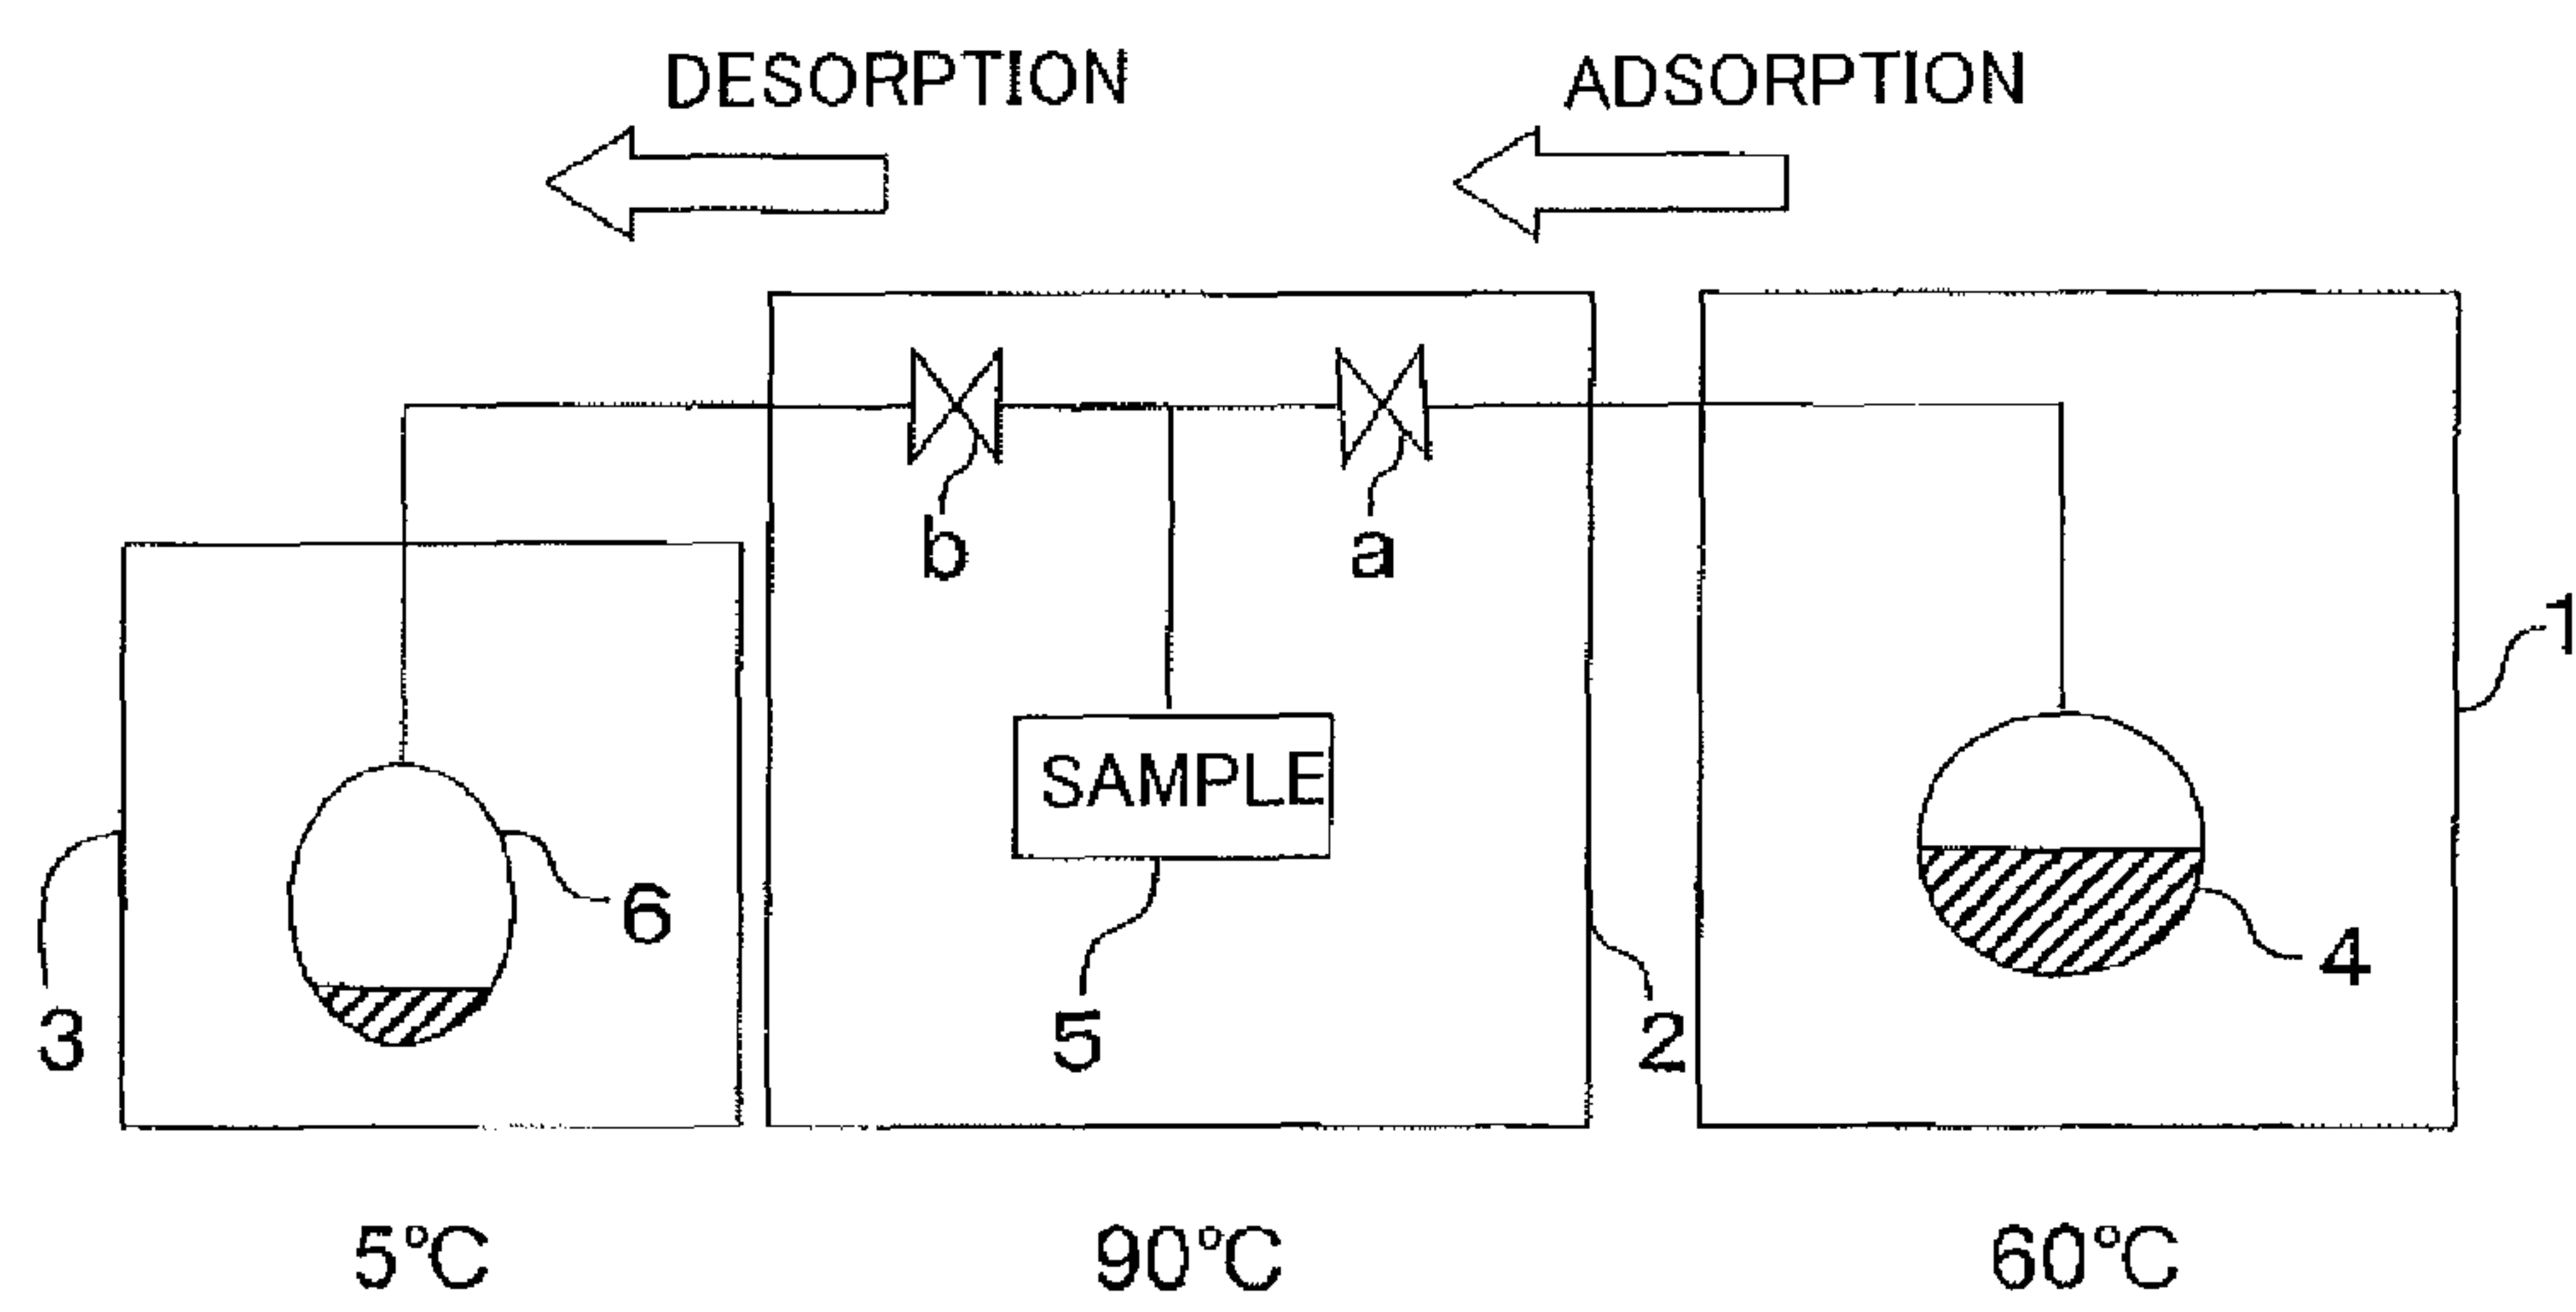 DESORPTION ADSORPTION
b a
1
SAMPLE
6
4
3 5 2
5℃ 90℃ 60℃